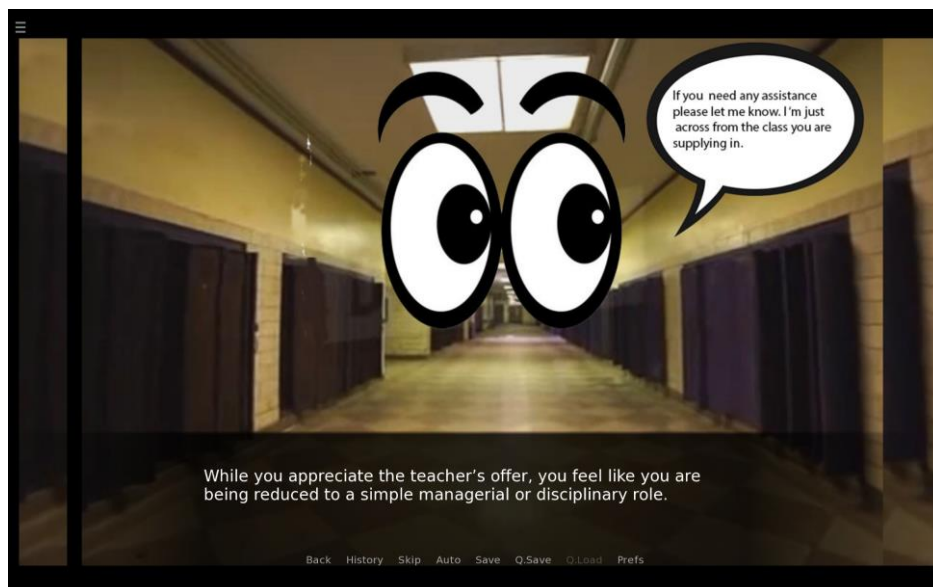 If you need any assistance
please let me know. I'm just
across from the class you are
supplying in.
While you appreciate the teacher's offer, you feel like you are
being reduced to a simple managerial or disciplinary role.
Back History Skip Auto Save Q.Save Q.Load Prefs